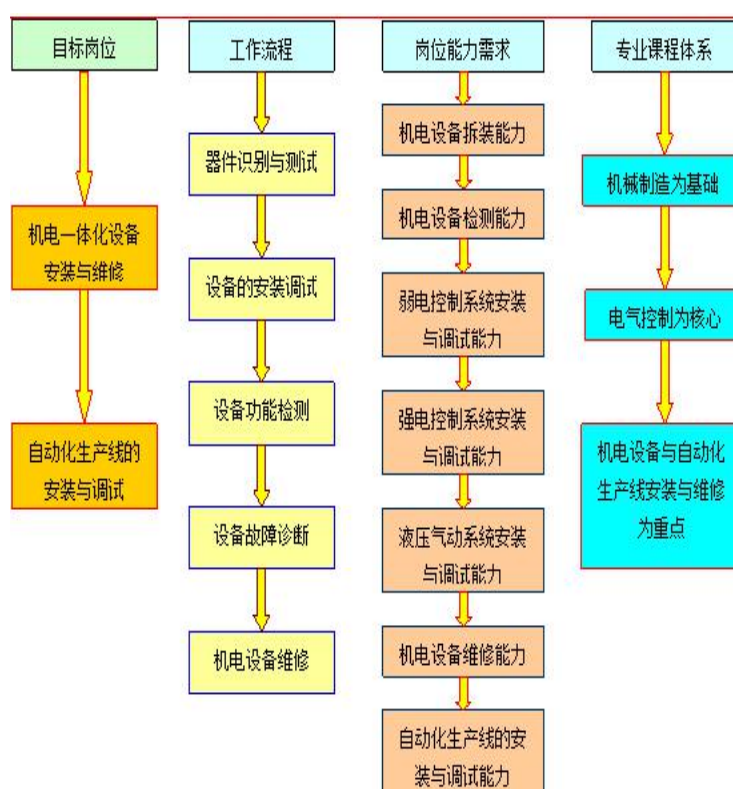 目标岗位
机电一体化设备
安装与维修
自动化生产线的
安装与调试
工作流程
器件识别与测试
设备的安装调试
设备功能检测
设备故障诊断
机电设备维修
岗位能力需求
机电设备拆装能力
机电设备检测能力
弱电控制系统安装
与调试能力
强电控制系统安装
与调试能力
液压气动系统安装
与调试能力
机电设备维修能力
自动化生产线的安
装与调试能力
专业课程体系
机械制造为基础
电气控制为核心
机电设备与自动化
生产线安装与维修
为重点